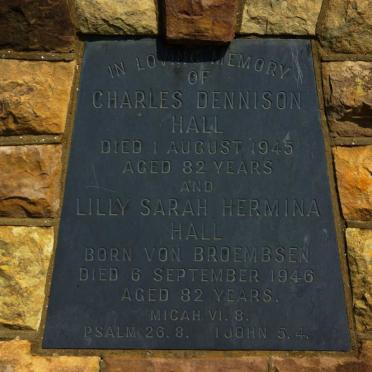 IN LOVING MEMORY
OF
CHARLES DENNISON
HALL
DIED 1 AUGUST 1945
AGED 82 YEARS
AND
LILLY SARAH HERMINA
HALL
BORN VON BROEMBSEN
DIED 6 SEPTEMBER 1946
AGED 82 YEARS.
MICAH VI. 8.
PSALM 26. 8. I JOHN 5. 4.